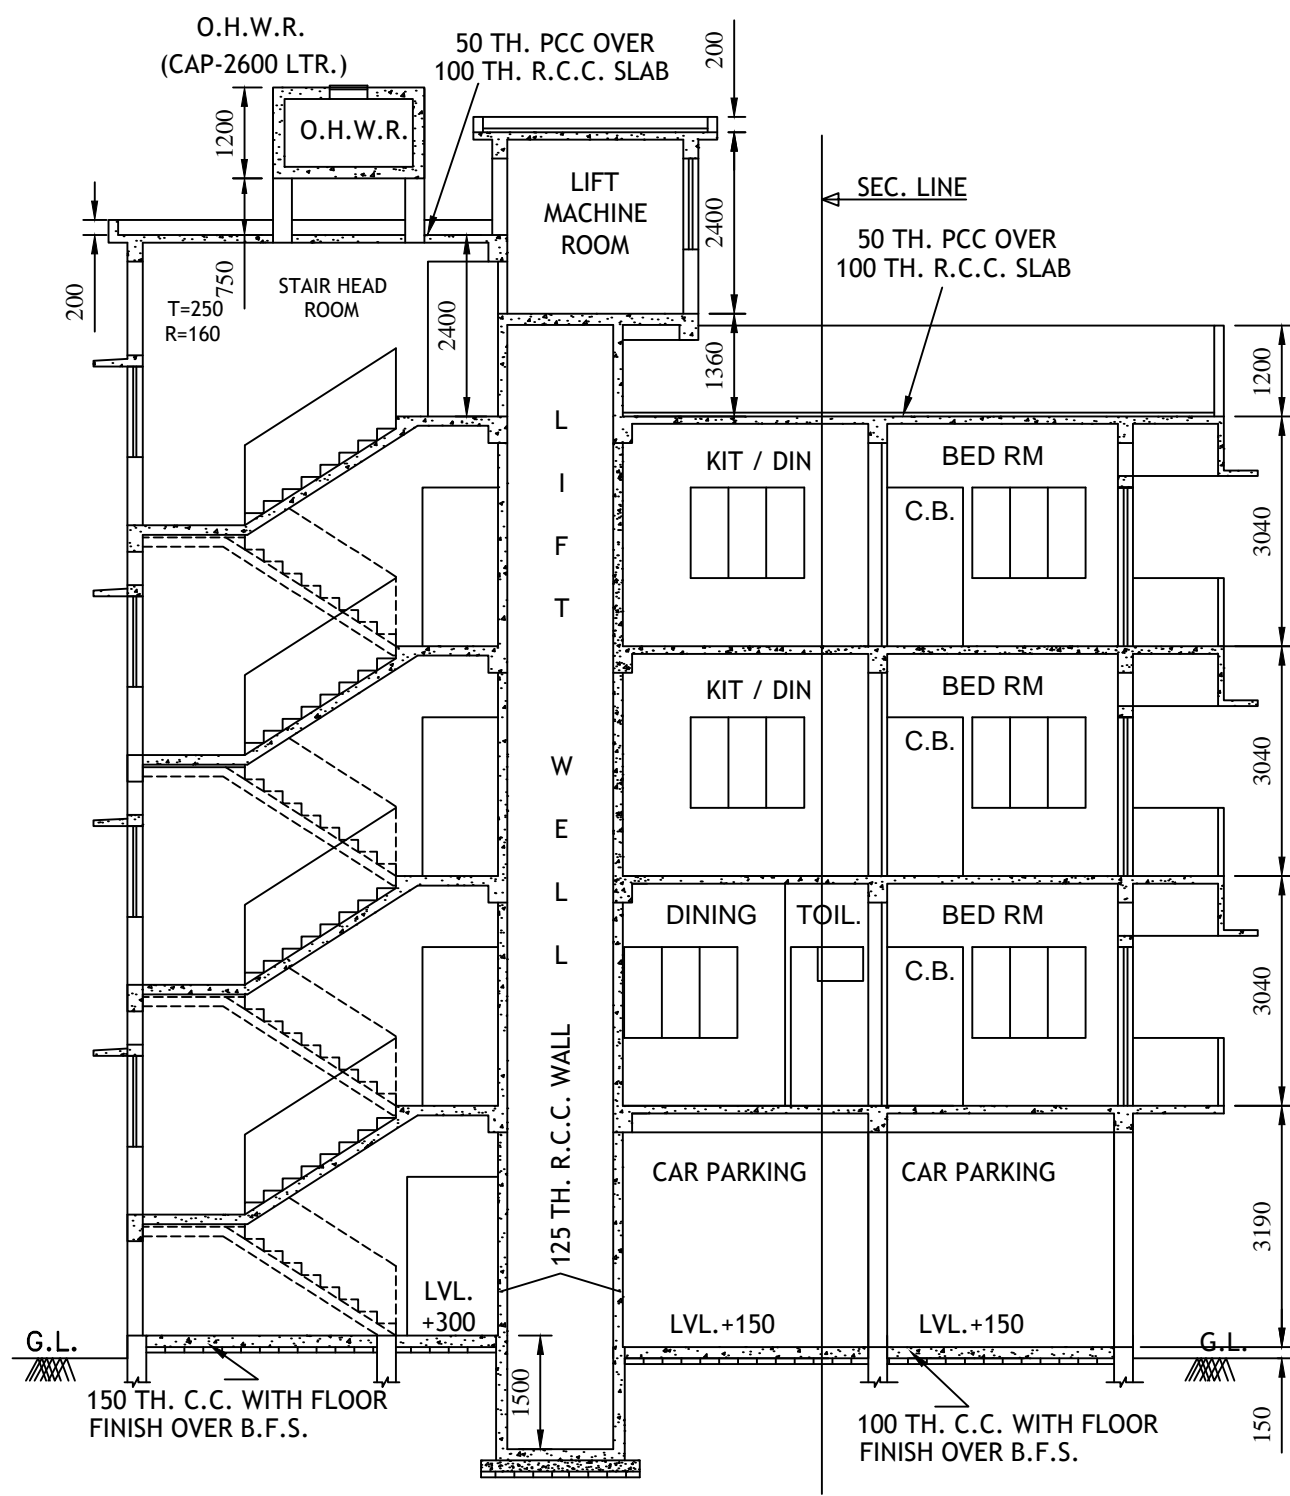 O.H.W.R.
(CAP-2600 LTR.)
50 TH. PCC OVER
100 TH. R.C.C. SLAB
200
1200
O.H.W.R.
LIFT
MACHINE
ROOM
2400
SEC. LINE
50 TH. PCC OVER
100 TH. R.C.C. SLAB
200
750
STAIR HEAD
ROOM
T=250
R=160
2400
1360
1200
LIFT WELL
KIT / DIN
BED RM
C.B.
3040
KIT / DIN
BED RM
C.B.
3040
DINING
TOIL.
BED RM
C.B.
3040
125 TH. R.C.C. WALL
CAR PARKING
CAR PARKING
3190
LVL.
+300
LVL.+150
LVL.+150
G.L.
G.L.
1500
150 TH. C.C. WITH FLOOR
FINISH OVER B.F.S.
100 TH. C.C. WITH FLOOR
FINISH OVER B.F.S.
150